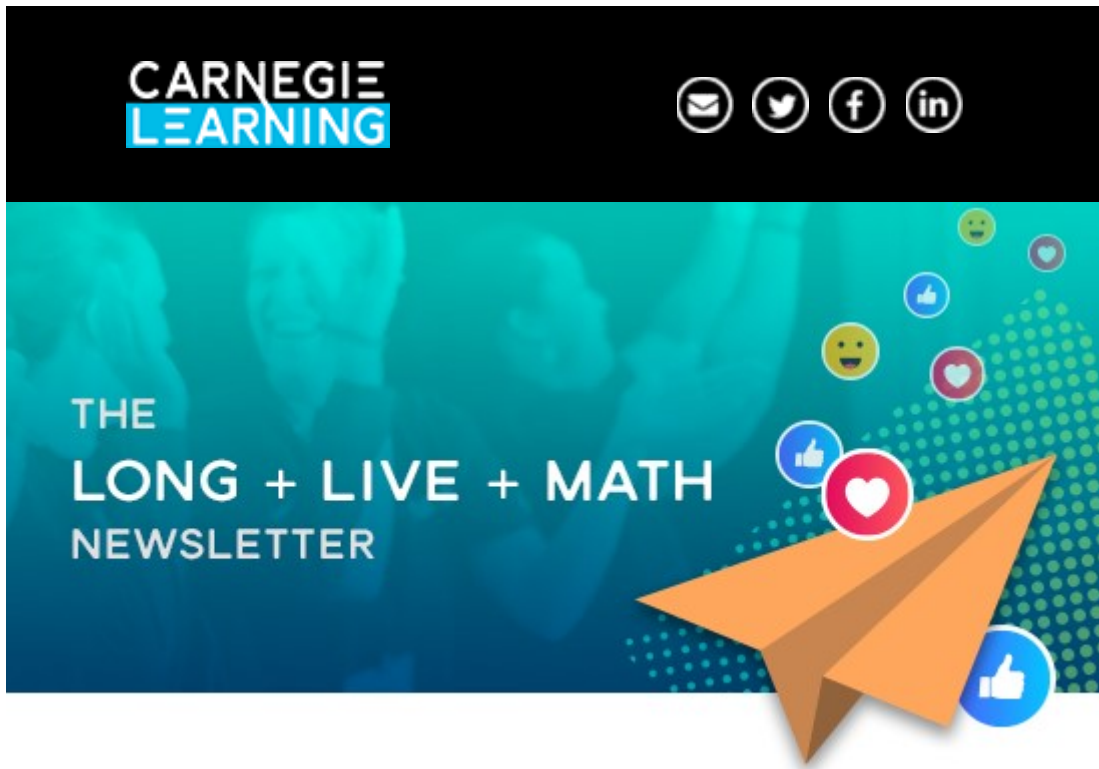 CARNEGIE
LEARNING
THE
LONG + LIVE + MATH
NEWSLETTER